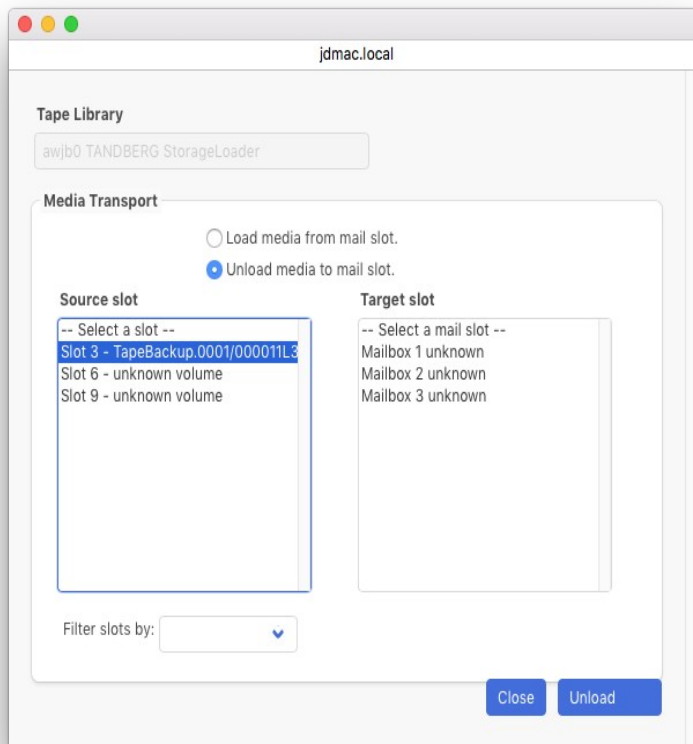 jdmac.local
Tape Library
awjb0 TANDBERG StorageLoader
Media Transport
Load media from mail slot.
Unload media to mail slot.
Source slot
-- Select a slot --
Slot 3 - TapeBackup.0001/000011L3
Slot 6 - unknown volume
Slot 9 - unknown volume
Target slot
-- Select a mail slot --
Mailbox 1 unknown
Mailbox 2 unknown
Mailbox 3 unknown
Filter slots by:
Close
Unload